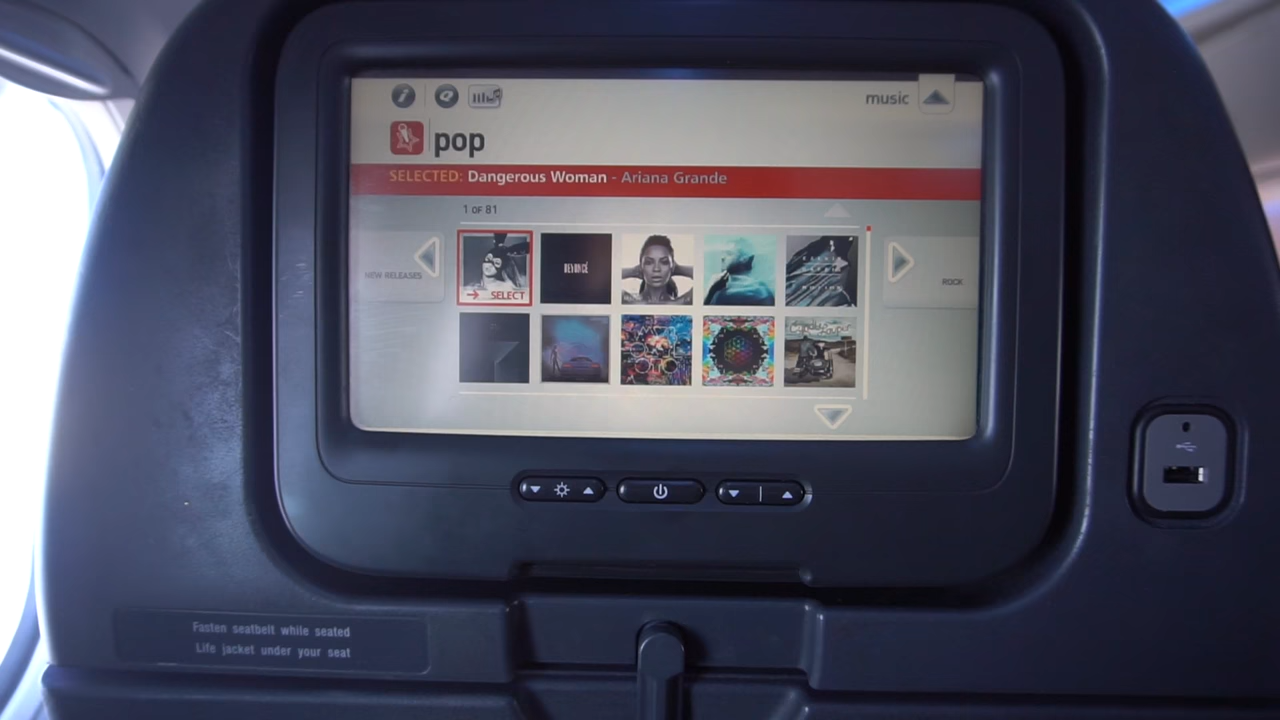 music
pop
SELECTED: Dangerous Woman - Ariana Grande
1 OF 81
NEW RELEASES
ROCK
BEYONCÉ
SELECT
Fasten seatbelt while seated
Life jacket under your seat